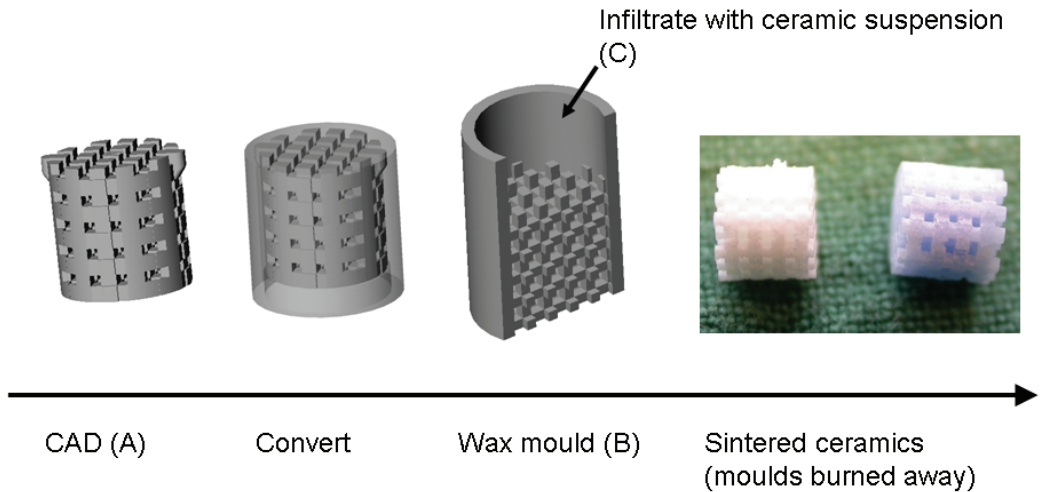 Infiltrate with ceramic suspension
(C)
CAD (A)
Convert
Wax mould (B)
Sintered ceramics
(moulds burned away)